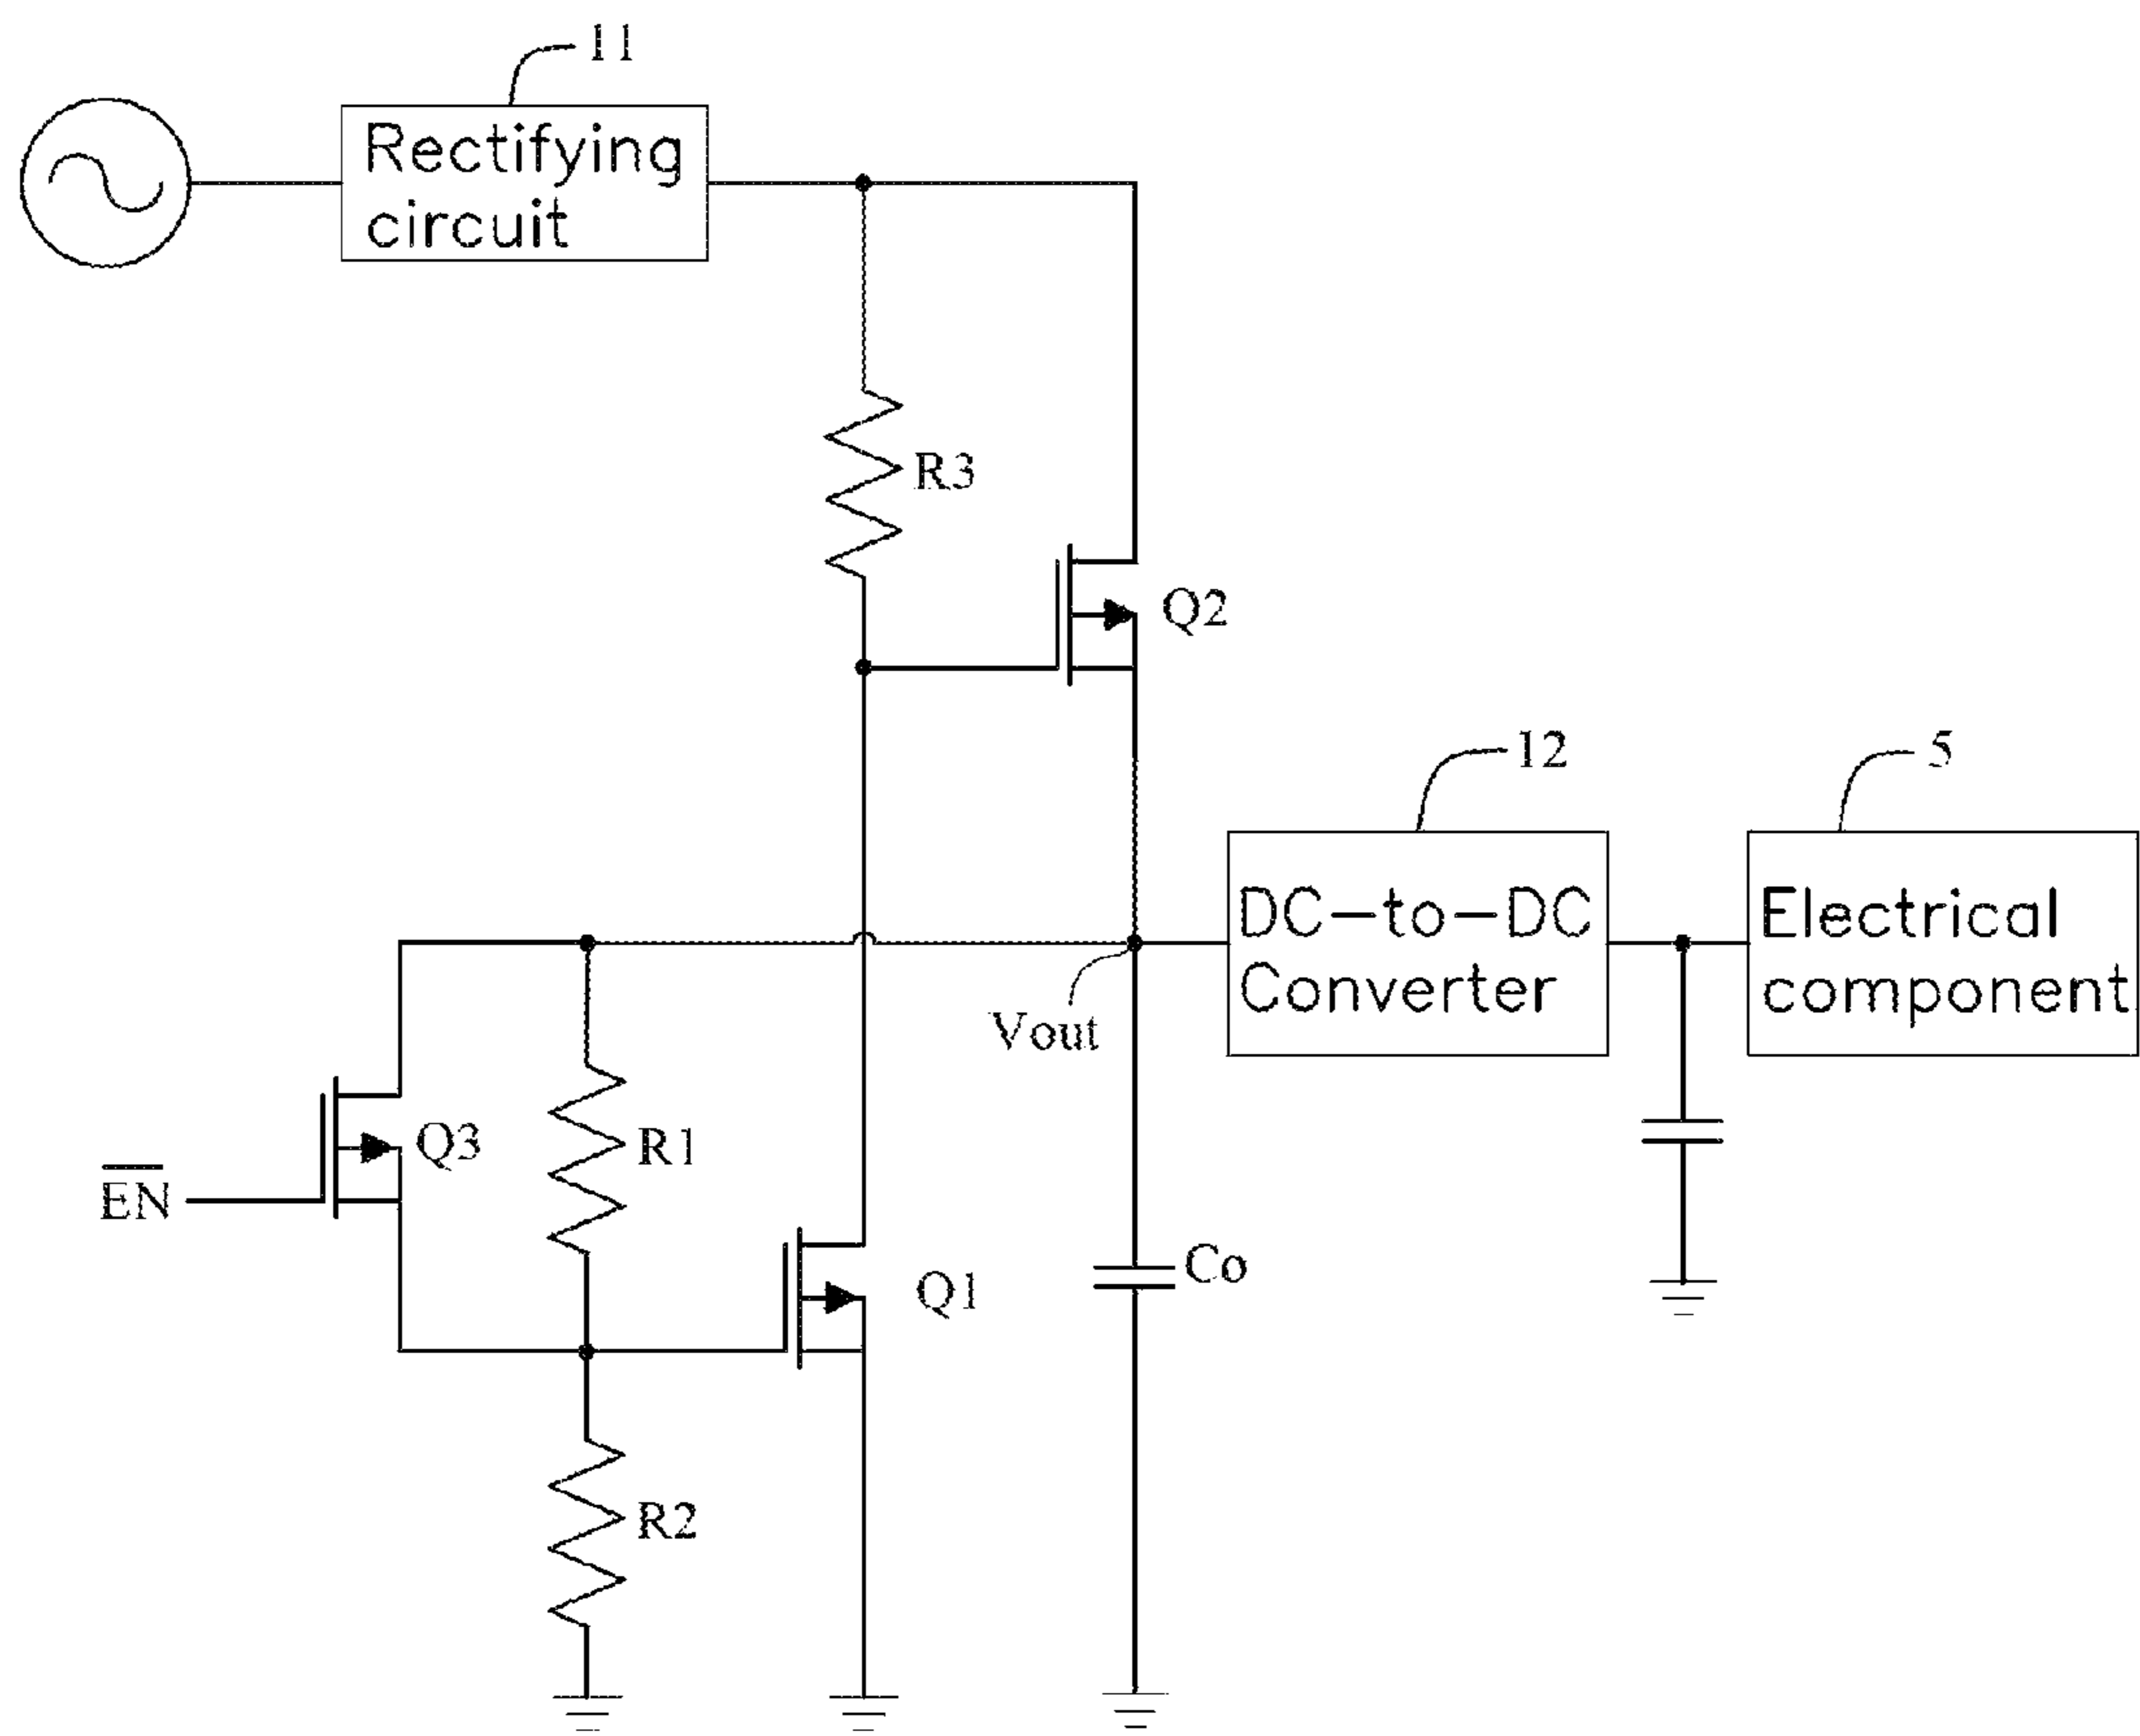 11
Rectifying
circuit
R3
Q2
12
5
DC-to-DC
Converter
Electrical
component
Vout
Q3
R1
E̅N̅
Co
Q1
R2